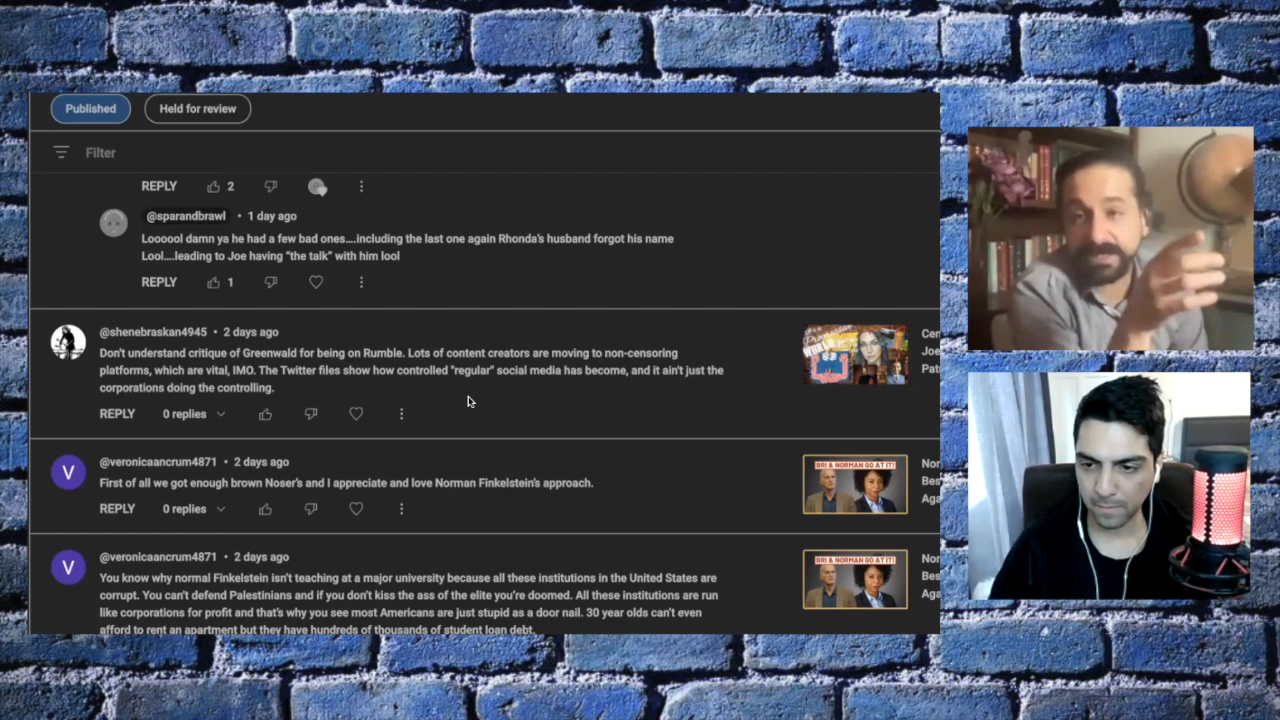 Published
Held for review
Filter
REPLY 2
@sparandbrawl • 1 day ago
Loooool damn ya he had a few bad ones....including the last one again Rhonda's husband forgot his name
Lool....leading to Joe having “the talk” with him lool
REPLY 1
@shenebraskan4945 • 2 days ago
Don't understand critique of Greenwald for being on Rumble. Lots of content creators are moving to non-censoring
platforms, which are vital, IMO. The Twitter files show how controlled "regular" social media has become, and it ain't just the
corporations doing the controlling.
REPLY 0 replies
WORLD
Cen
Joe
Pat
V
@veronicaancrum4871 • 2 days ago
First of all we got enough brown Noser's and I appreciate and love Norman Finkelstein's approach.
REPLY 0 replies
BRI & NORMAN GO AT IT!
Nor
Bes
Aga
V
@veronicaancrum4871 • 2 days ago
You know why normal Finkelstein isn't teaching at a major university because all these institutions in the United States are
corrupt. You can't defend Palestinians and if you don't kiss the ass of the elite you're doomed. All these institutions are run
like corporations for profit and that's why you see most Americans are just stupid as a door nail. 30 year olds can't even
afford to rent an apartment but they have hundreds of thousands of student loan debt.
BRI & NORMAN GO AT IT!
Nor
Bes
Aga